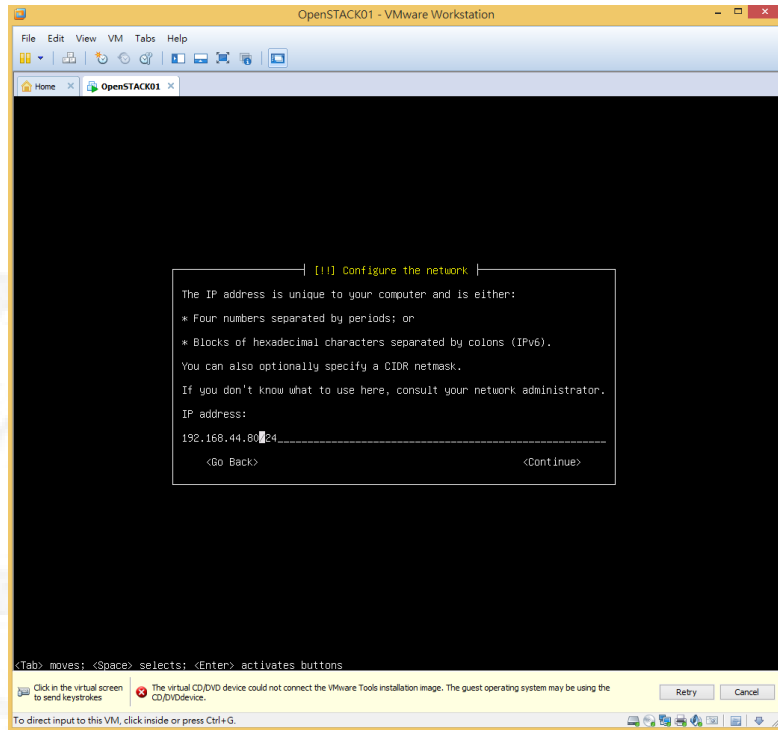 OpenSTACK01 - VMware Workstation
File Edit View VM Tabs Help
Home OpenSTACK01
[!!] Configure the network
The IP address is unique to your computer and is either:
* Four numbers separated by periods; or
* Blocks of hexadecimal characters separated by colons (IPv6).
You can also optionally specify a CIDR netmask.
If you don't know what to use here, consult your network administrator.
IP address:
192.168.44.80/24
<Go Back> <Continue>
<Tab> moves; <Space> selects; <Enter> activates buttons
Click in the virtual screen
to send keystrokes
The virtual CD/DVD device could not connect the VMware Tools installation image. The guest operating system may be using the
CD/DVDdevice.
Retry Cancel
To direct input to this VM, click inside or press Ctrl+G.